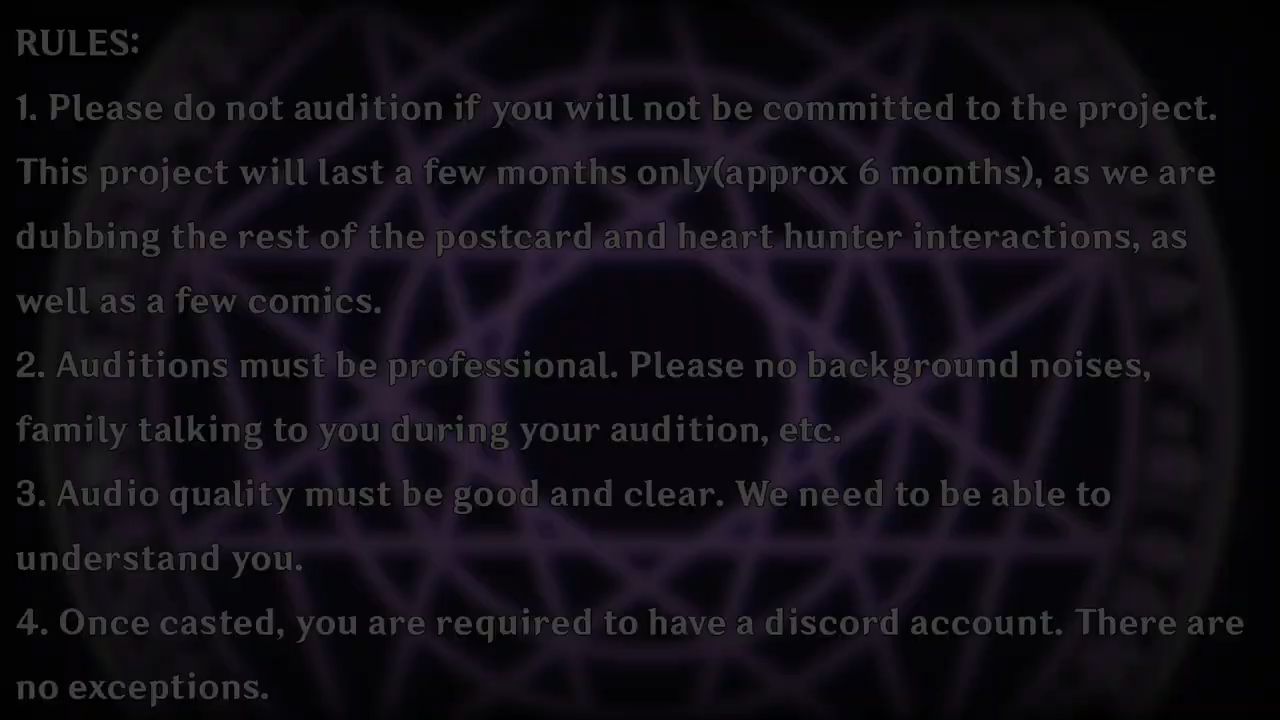 RULES:
1. Please do not audition if you will not be committed to the project.
This project will last a few months only(approx 6 months), as we are
dubbing the rest of the postcard and heart hunter interactions, as
well as a few comics.
2. Auditions must be professional. Please no background noises,
family talking to you during your audition, etc.
3. Audio quality must be good and clear. We need to be able to
understand you.
4. Once casted, you are required to have a discord account. There are
no exceptions.